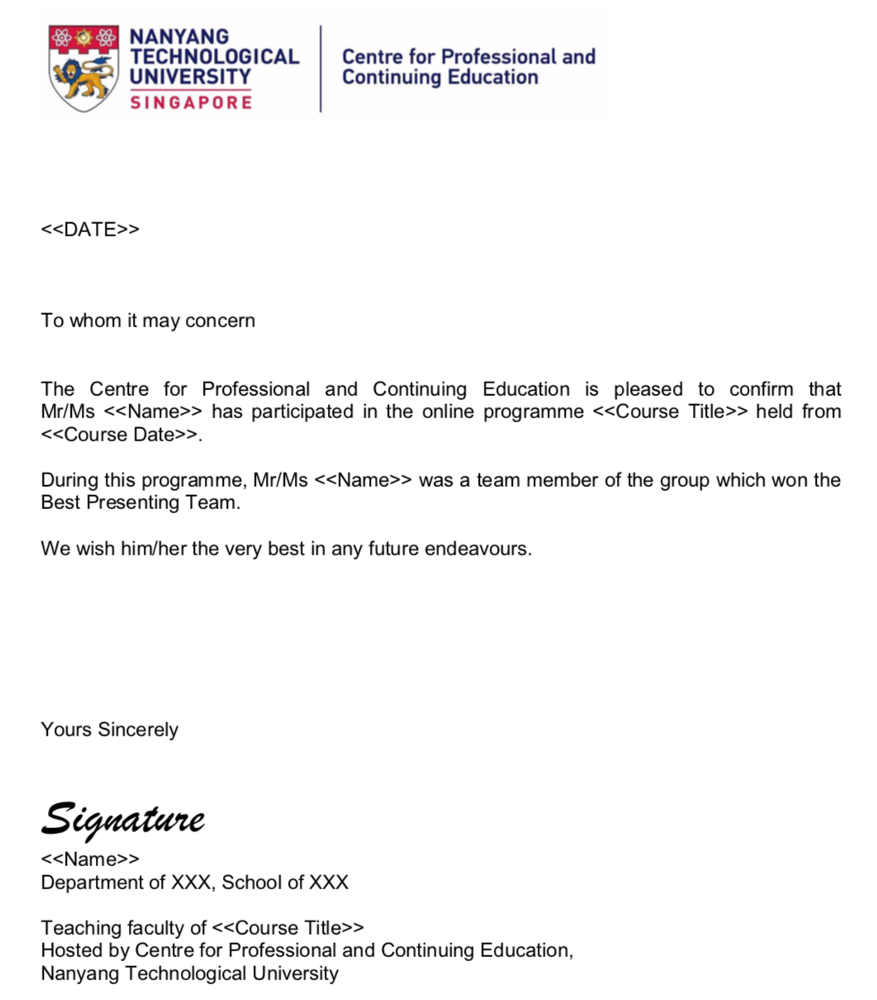 NANYANG
TECHNOLOGICAL
UNIVERSITY
SINGAPORE
Centre for Professional and
Continuing Education
<<DATE>>
To whom it may concern
The Centre for Professional and Continuing Education is pleased to confirm that
Mr/Ms <<Name>> has participated in the online programme <<Course Title>> held from
<<Course Date>>.
During this programme, Mr/Ms <<Name>> was a team member of the group which won the
Best Presenting Team.
We wish him/her the very best in any future endeavours.
Yours Sincerely
Signature
<<Name>>
Department of XXX, School of XXX
Teaching faculty of <<Course Title>>
Hosted by Centre for Professional and Continuing Education,
Nanyang Technological University